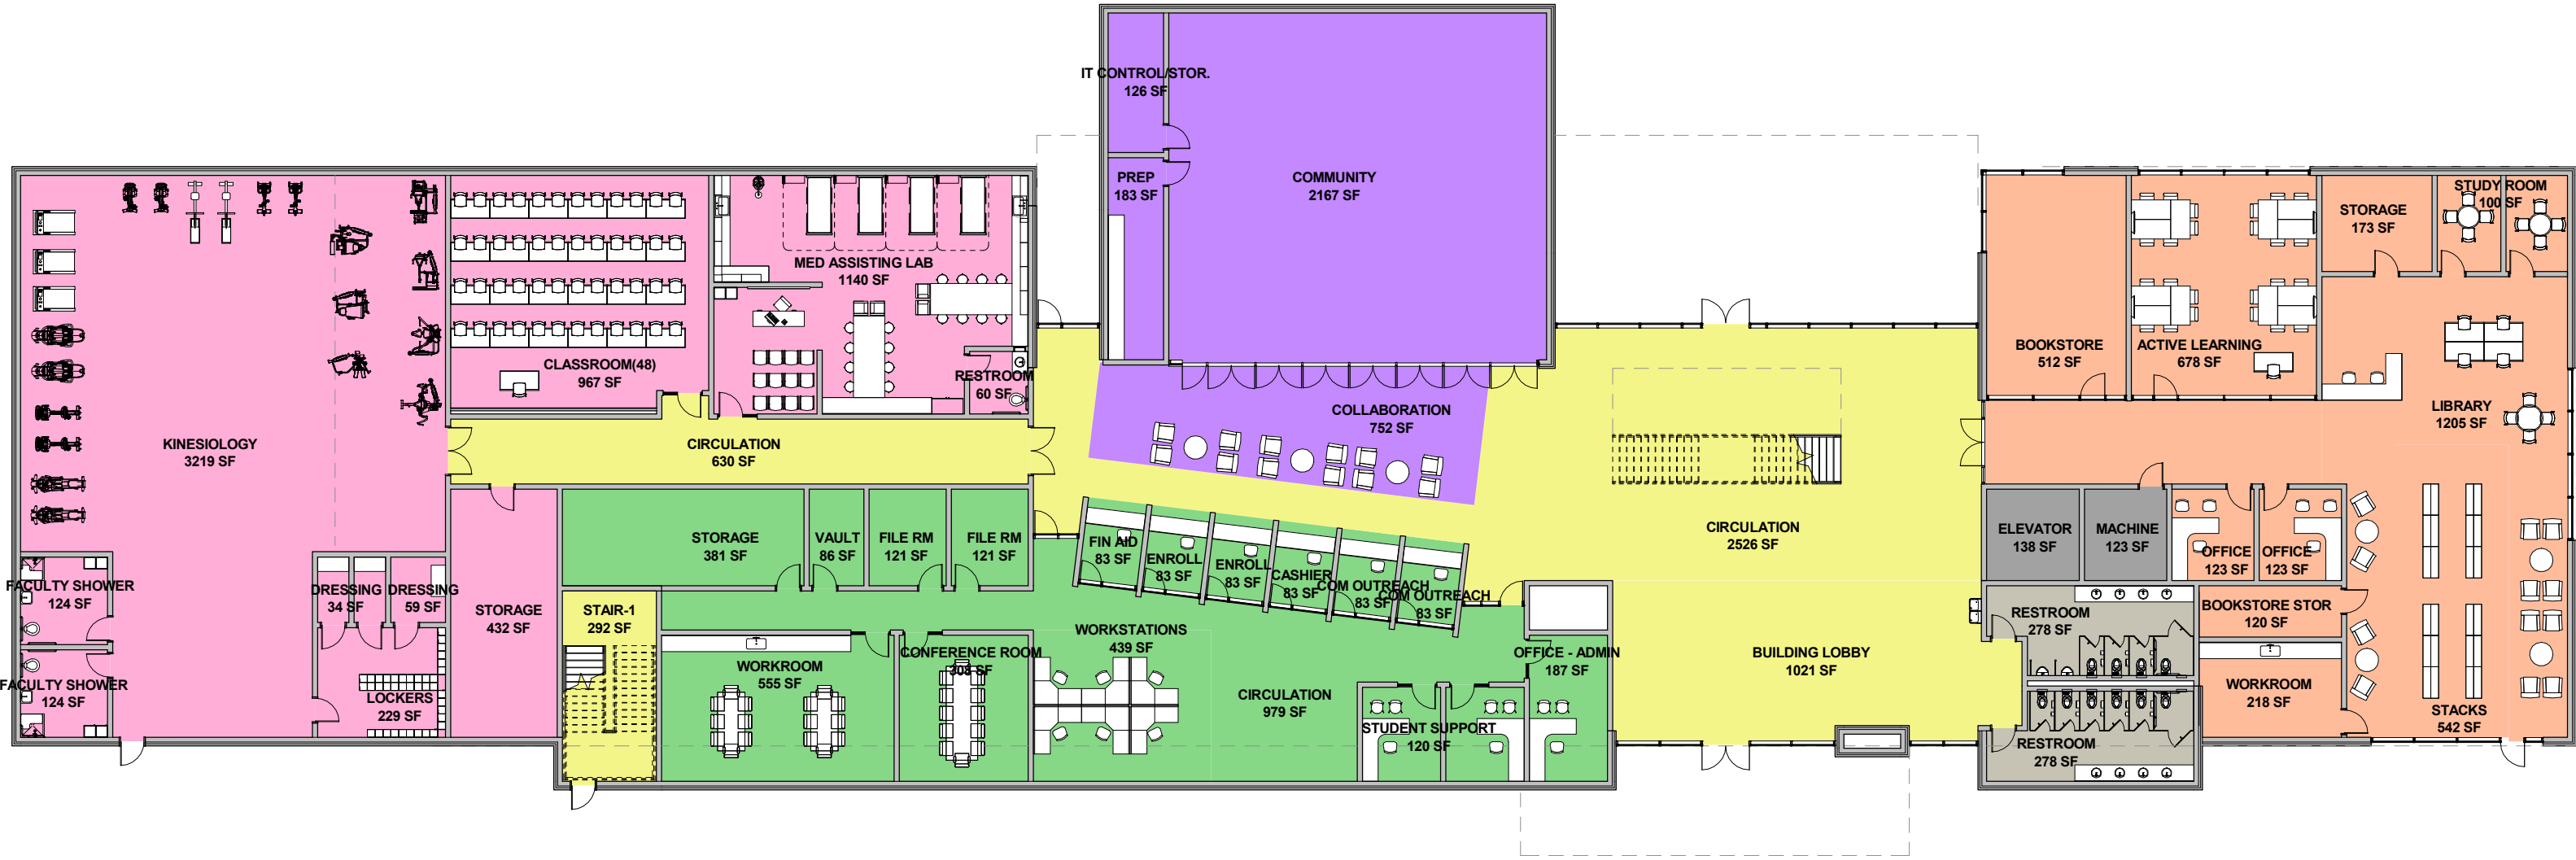 IT CONTROL/STOR.
126 SF
PREP
183 SF
COMMUNITY
2167 SF
STUDY ROOM
100 SF
STORAGE
173 SF
MED ASSISTING LAB
1140 SF
CLASSROOM(48)
967 SF
RESTROOM
60 SF
BOOKSTORE
512 SF
ACTIVE LEARNING
678 SF
COLLABORATION
752 SF
LIBRARY
1205 SF
KINESIOLOGY
3219 SF
CIRCULATION
630 SF
STORAGE
381 SF
VAULT
86 SF
FILE RM
121 SF
FILE RM
121 SF
FIN AID
83 SF
ENROLL
83 SF
ENROLL
83 SF
CASHIER
83 SF
COM OUTREACH
83 SF
COM OUTREACH
83 SF
CIRCULATION
2526 SF
ELEVATOR
138 SF
MACHINE
123 SF
OFFICE
123 SF
OFFICE
123 SF
FACULTY SHOWER
124 SF
DRESSING
34 SF
DRESSING
59 SF
STORAGE
432 SF
STAIR-1
292 SF
WORKSTATIONS
439 SF
RESTROOM
278 SF
BOOKSTORE STOR
120 SF
WORKROOM
555 SF
CONFERENCE ROOM
308 SF
OFFICE - ADMIN
187 SF
BUILDING LOBBY
1021 SF
FACULTY SHOWER
124 SF
LOCKERS
229 SF
CIRCULATION
979 SF
WORKROOM
218 SF
STUDENT SUPPORT
120 SF
STACKS
542 SF
RESTROOM
278 SF